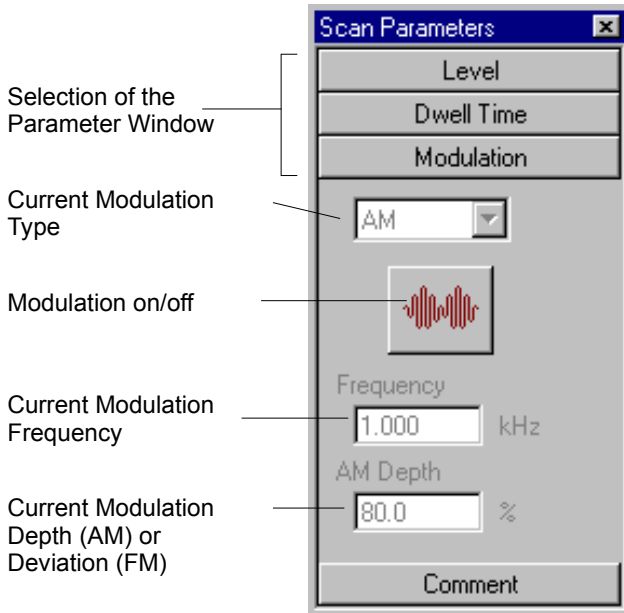 Scan Parameters
Level
Selection of the
Parameter Window
Dwell Time
Modulation
Current Modulation
Type
AM
Modulation on/off
Frequency
Current Modulation
Frequency
1.000 kHz
AM Depth
Current Modulation
Depth (AM) or
Deviation (FM)
80.0 %
Comment